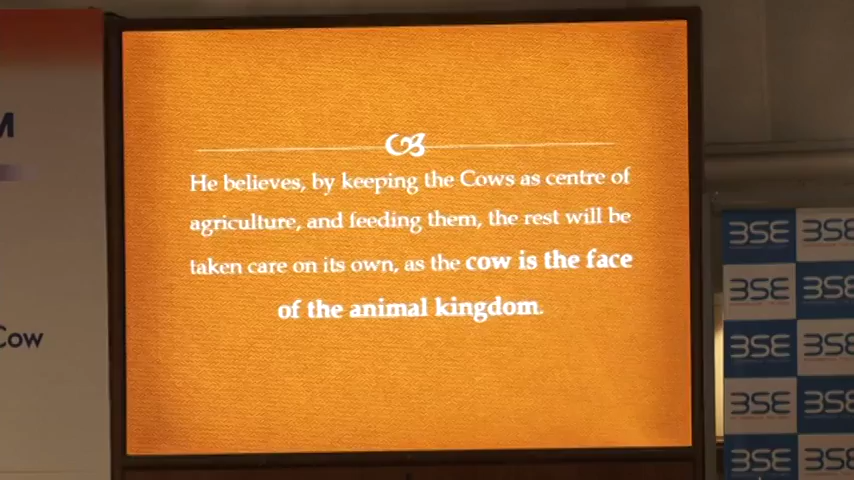 M
He believes, by keeping the Cows as centre of
agriculture, and feeding them, the rest will be
taken care on its own, as the cow is the face
of the animal kingdom.
Cow
BSE BSE
BSE BSE
BSE BSE
BSE BSE
BSE BSE